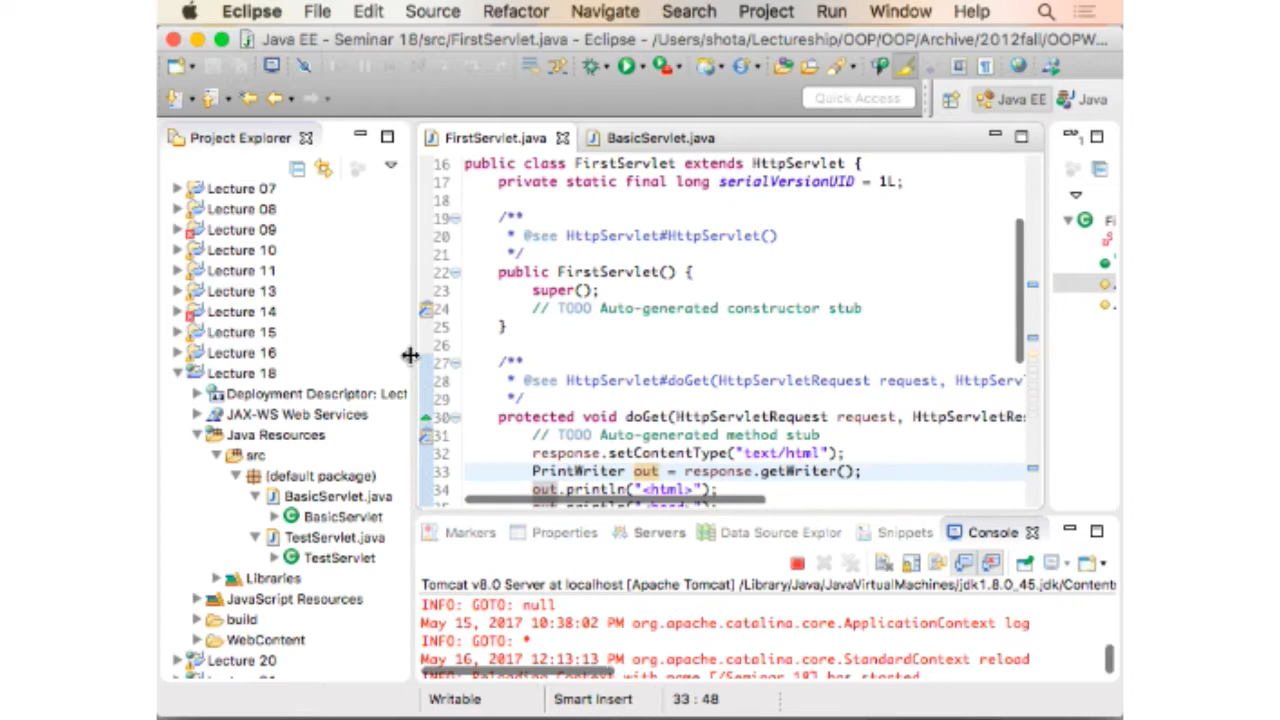 Eclipse File Edit Source Refactor Navigate Search Project Run Window Help
Java EE - Seminar 18/src/FirstServlet.java - Eclipse - /Users/shota/Lectureship/OOP/OOP/Archive/2012fall/OOPW...
Quick Access
Java EE
Java
Project Explorer
Lecture 07
Lecture 08
Lecture 09
Lecture 10
Lecture 11
Lecture 13
Lecture 14
Lecture 15
Lecture 16
Lecture 18
Deployment Descriptor: Lect
JAX-WS Web Services
Java Resources
src
(default package)
BasicServlet.java
BasicServlet
TestServlet.java
TestServlet
Libraries
JavaScript Resources
build
WebContent
Lecture 20
FirstServlet.java
BasicServlet.java
16 public class FirstServlet extends HttpServlet {
17 private static final long serialVersionUID = 1L;
18
19 /**
20 * @see HttpServlet#HttpServlet()
21 */
22 public FirstServlet() {
23 super();
24 // TODO Auto-generated constructor stub
25 }
26
27 /**
28 * @see HttpServlet#doGet(HttpServletRequest request, HttpServl
29 */
30 protected void doGet(HttpServletRequest request, HttpServletRes
31 // TODO Auto-generated method stub
32 response.setContentType("text/html");
33 PrintWriter out = response.getWriter();
34 out.println("<html>");
Markers
Properties
Servers
Data Source Explor
Snippets
Console
Tomcat v8.0 Server at localhost [Apache Tomcat] /Library/Java/JavaVirtualMachines/jdk1.8.0_45.jdk/Content
INFO: GOTO: null
May 15, 2017 10:38:02 PM org.apache.catalina.core.ApplicationContext log
INFO: GOTO: *
May 16, 2017 12:13:13 PM org.apache.catalina.core.StandardContext reload
INFO: Reloading Context with name [/Seminar 18] has started
Writable
Smart Insert
33 : 48